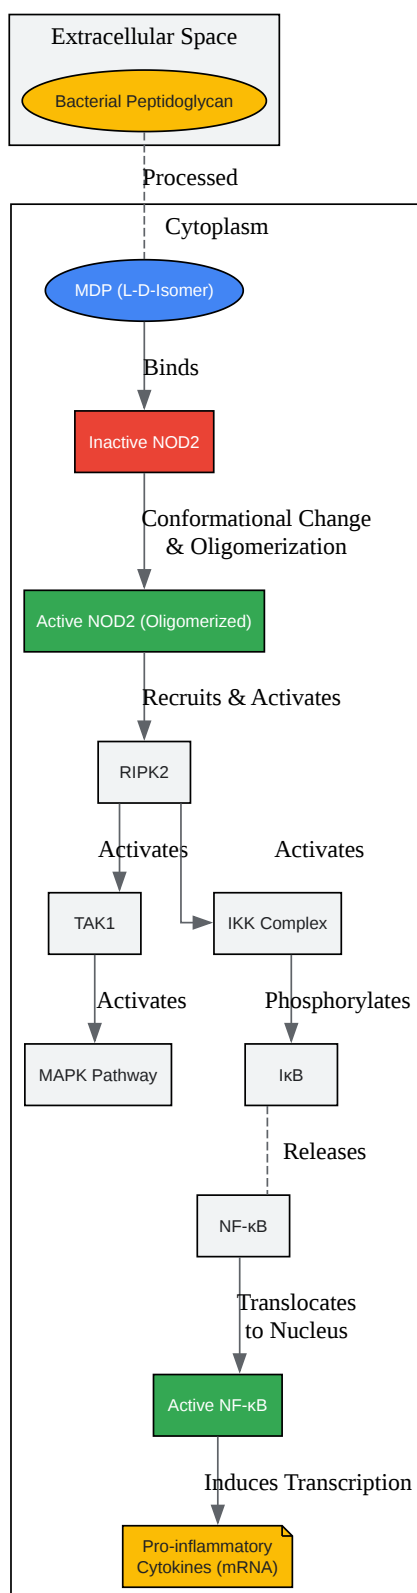 Extracellular Space
Bacterial Peptidoglycan
Processed
Cytoplasm
MDP (L-D-Isomer)
Binds
Inactive NOD2
Conformational Change
& Oligomerization
Active NOD2 (Oligomerized)
Recruits & Activates
RIPK2
Activates
Activates
TAK1
IKK Complex
Activates
Phosphorylates
MAPK Pathway
IκB
Releases
NF-κB
Translocates
to Nucleus
Active NF-κB
Induces Transcription
Pro-inflammatory
Cytokines (mRNA)